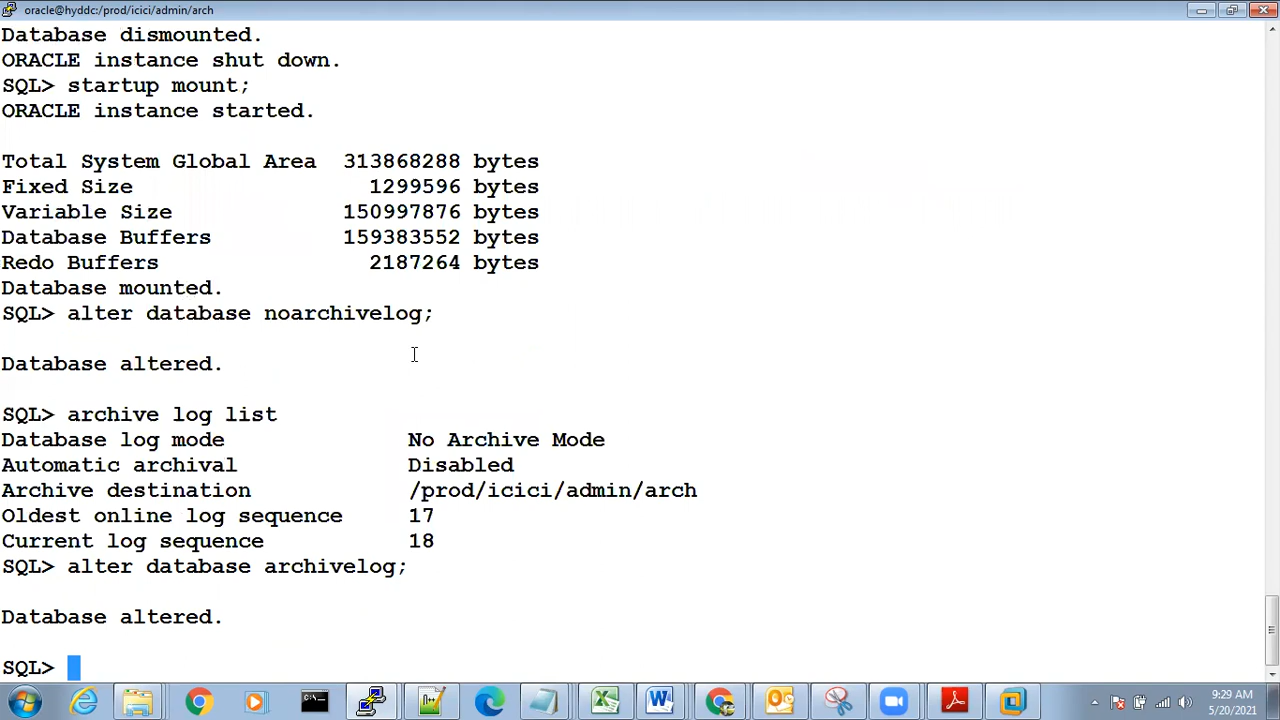 oracle@hyddc:/prod/icici/admin/arch
Database dismounted.
ORACLE instance shut down.
SQL> startup mount;
ORACLE instance started.
Total System Global Area  313868288 bytes
Fixed Size                  1299596 bytes
Variable Size             150997876 bytes
Database Buffers          159383552 bytes
Redo Buffers                2187264 bytes
Database mounted.
SQL> alter database noarchivelog;
Database altered.
SQL> archive log list
Database log mode              No Archive Mode
Automatic archival             Disabled
Archive destination            /prod/icici/admin/arch
Oldest online log sequence     17
Current log sequence           18
SQL> alter database archivelog;
Database altered.
SQL>
9:29 AM
5/20/2021